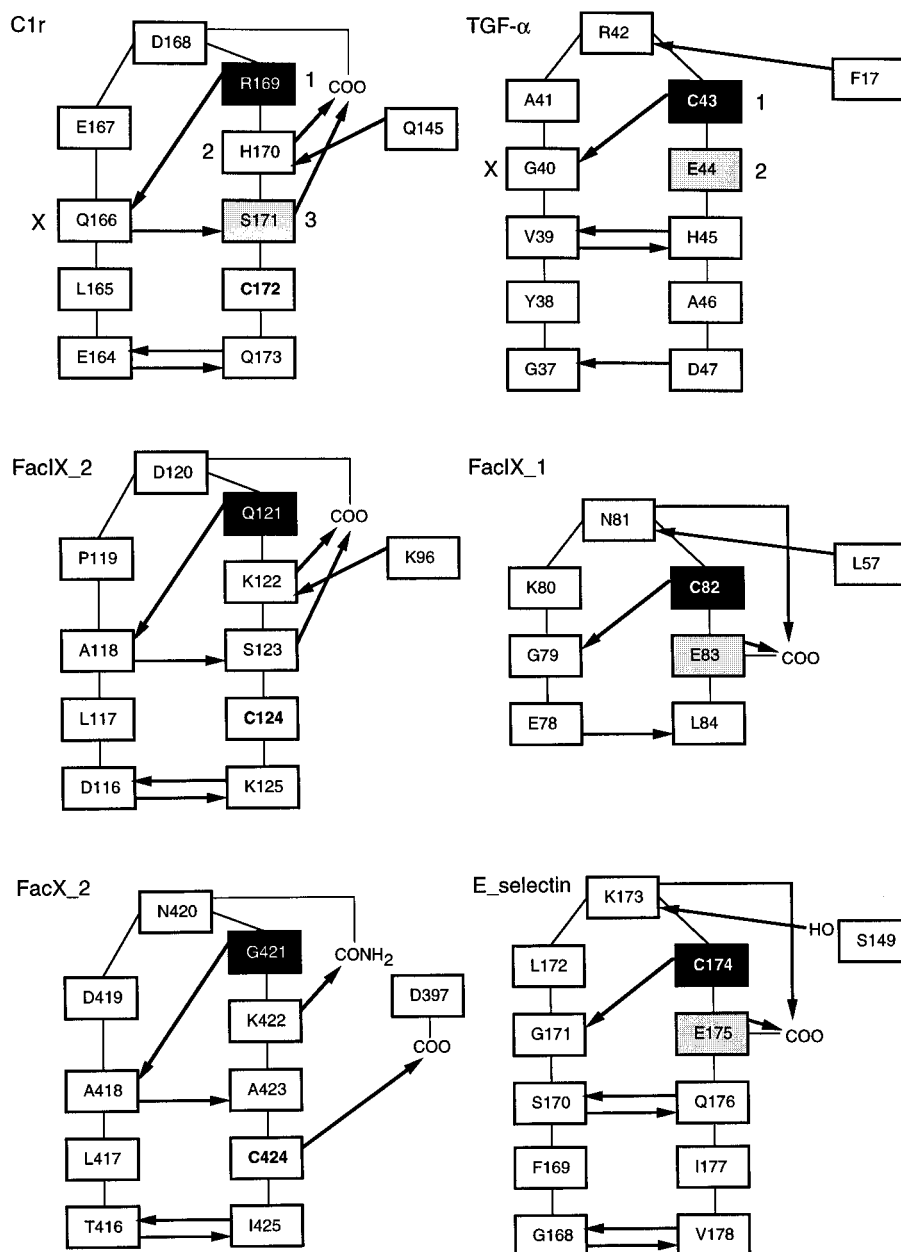 C1r
D168
R169
1
COO
E167
2
H170
Q145
X
Q166
S171
3
L165
C172
E164
Q173
TGF-α
R42
F17
A41
C43
1
X
G40
E44
2
V39
H45
Y38
A46
G37
D47
FacIX_2
D120
Q121
COO
P119
K122
K96
A118
S123
L117
C124
D116
K125
FacIX_1
N81
L57
K80
C82
G79
E83
COO
E78
L84
FacX_2
N420
G421
CONH2
D419
K422
D397
COO
A418
A423
L417
C424
T416
I425
E_selectin
K173
HO
S149
L172
C174
G171
E175
COO
S170
Q176
F169
I177
G168
V178